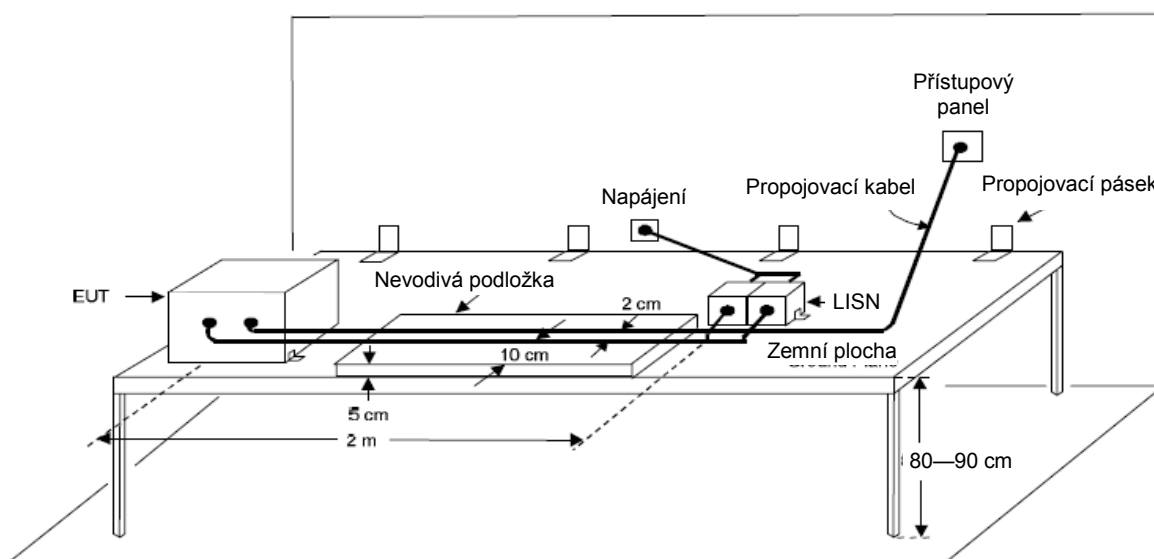 Přístupový
panel
Propojovací kabel
Propojovací pásek
Napájení
Nevodivá podložka
EUT
2 cm
LISN
10 cm
Zemní plocha
5 cm
2 m
80—90 cm